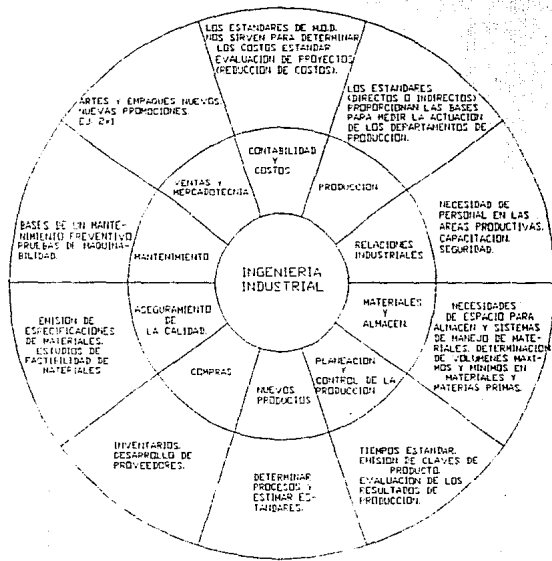 LOS ESTANDARES DE M.O.D.
NOS SIRVEN PARA DETERMINAR
LOS COSTOS ESTANDAR
EVALUACION DE PROYECTOS
(REDUCCION DE COSTOS).
LOS ESTANDARES
(DIRECTOS O INDIRECTOS)
PROPORCIONAN LAS BASES
PARA MEDIR LA ACTUACION
DE LOS DEPARTAMENTOS DE
PRODUCCION.
NECESIDAD DE
PERSONAL EN LAS
AREAS PRODUCTIVAS.
CAPACITACION.
SEGURIDAD.
NECESIDADES
DE ESPACIO PARA
ALMACEN Y SISTEMAS
DE MANEJO DE MATE-
RIALES. DETERMINACION
DE VOLUMENES MAXI-
MOS Y MINIMOS EN
MATERIALES Y
MATERIAS PRIMAS.
TIEMPOS ESTANDAR.
EMISION DE CLAVES DE
PRODUCTO.
EVALUACION DE LOS
RESULTADOS DE
PRODUCCION.
DETERMINAR
PROCESOS Y
ESTIMAR ES-
TANDARES.
INVENTARIOS.
DESARROLLO DE
PROVEEDORES.
EMISION DE
ESPECIFICACIONES
DE MATERIALES.
ESTUDIOS DE
FACTIBILIDAD DE
MATERIALES
BASES DE UN MANTE-
NIMIENTO PREVENTIVO
PRUEBAS DE MAQUINA-
BILIDAD.
ARTES Y EMPAQUES NUEVOS.
NUEVAS PROMOCIONES.
EJ. 2x1
CONTABILIDAD
Y
COSTOS
PRODUCCION
RELACIONES
INDUSTRIALES
MATERIALES
Y
ALMACEN.
PLANEACION
Y
CONTROL DE LA
PRODUCCION
NUEVOS
PRODUCTOS
COMPRAS
ASEGURAMIENTO
DE
LA CALIDAD.
MANTENIMIENTO
VENTAS Y
MERCADOTECNIA
INGENIERIA
INDUSTRIAL